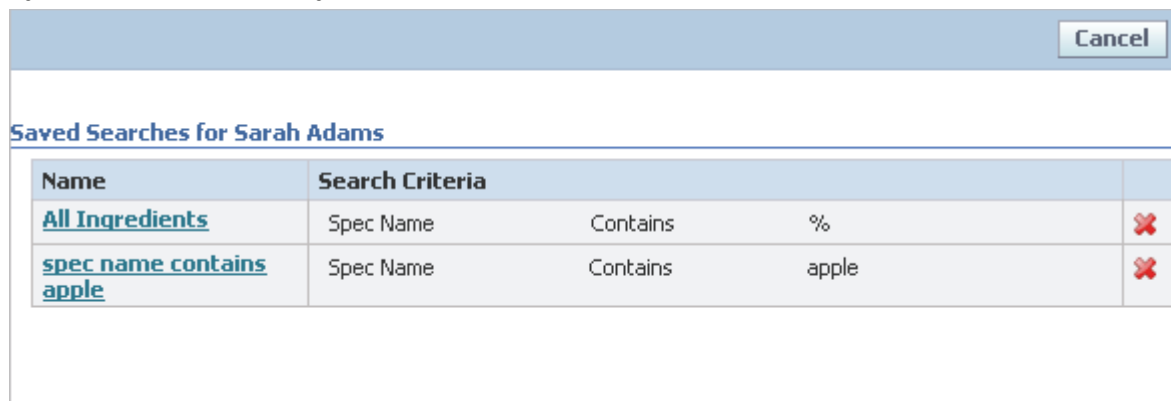 Cancel
Saved Searches for Sarah Adams
Name Search Criteria
All Ingredients Spec Name Contains %
spec name contains Spec Name Contains apple
apple